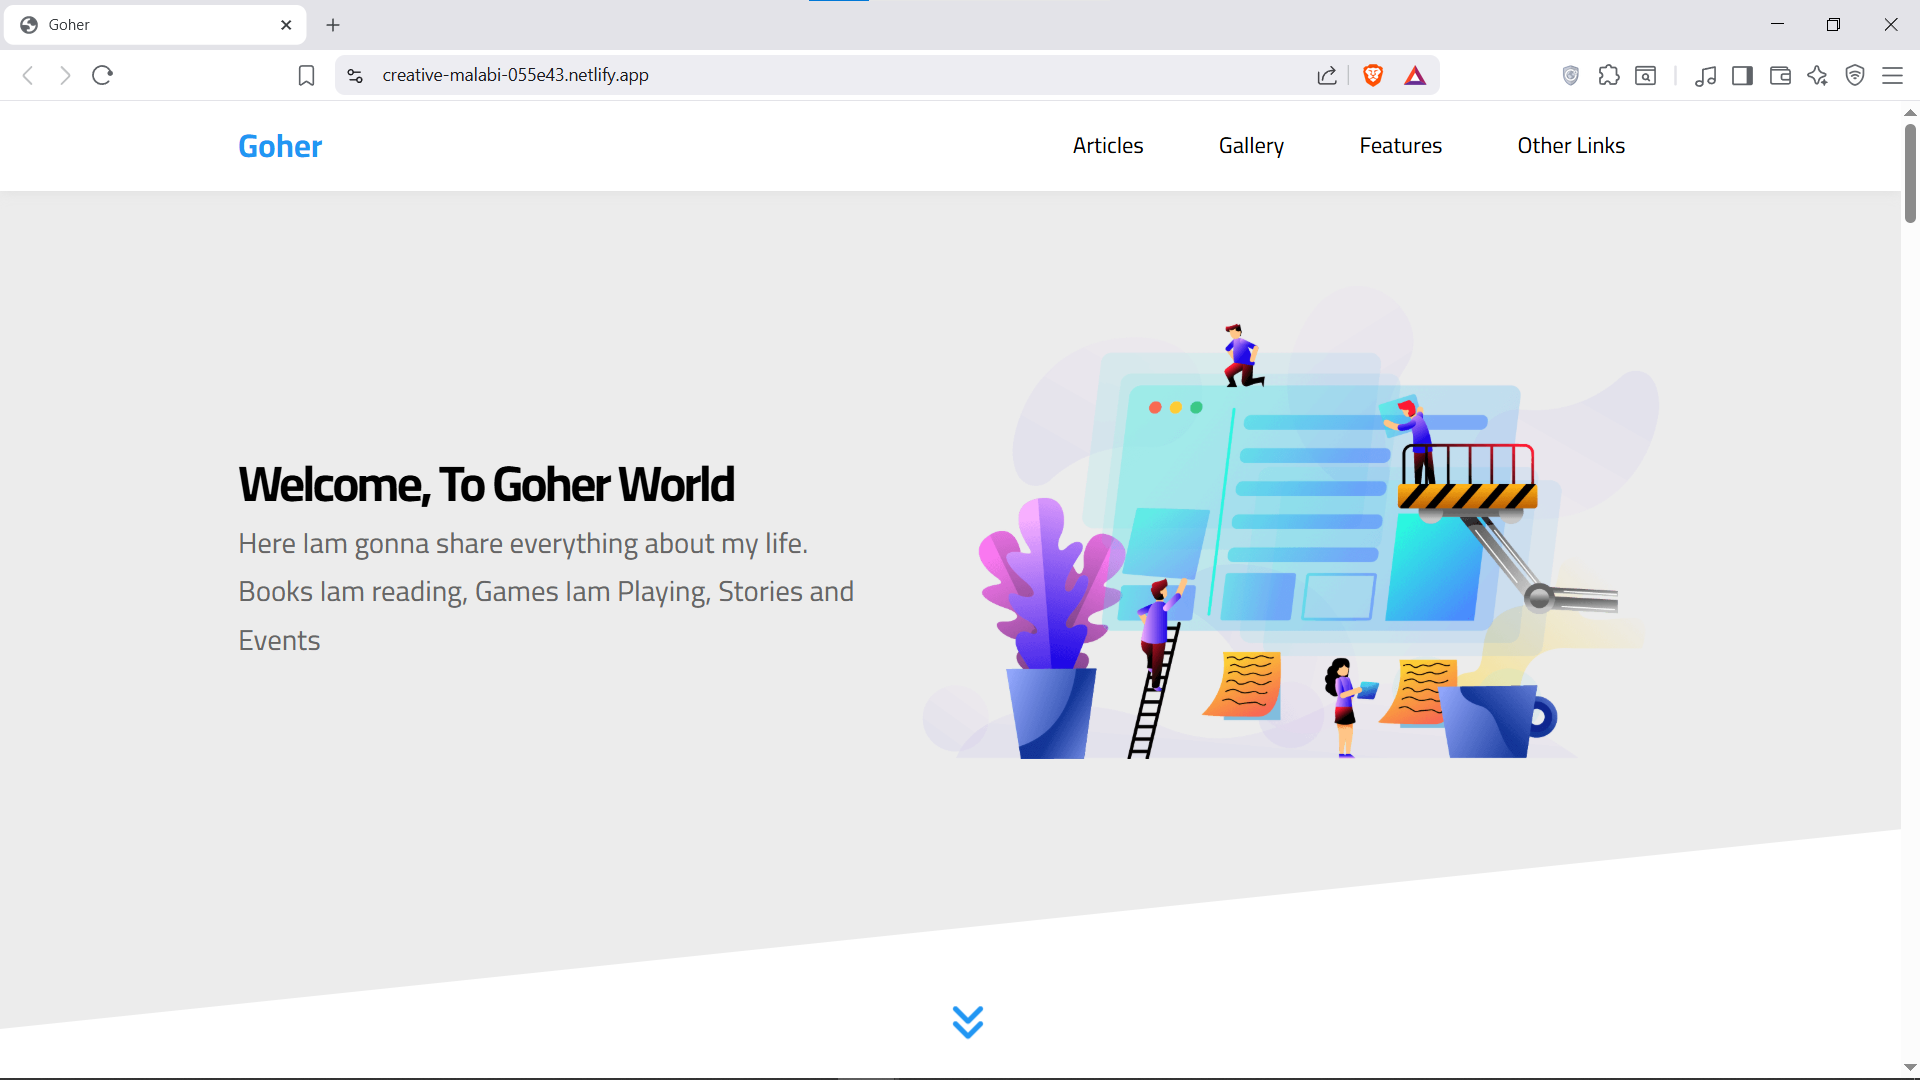 Goher
creative-malabi-055e43.netlify.app
Goher
Articles
Gallery
Features
Other Links
Welcome, To Goher World
Here Iam gonna share everything about my life.
Books Iam reading, Games Iam Playing, Stories and
Events